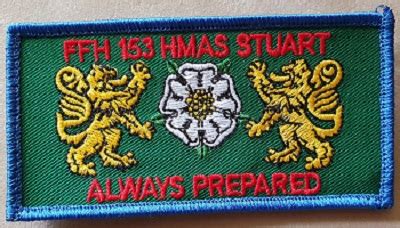 FFH 153 HMAS STUART
ALWAYS PREPARED